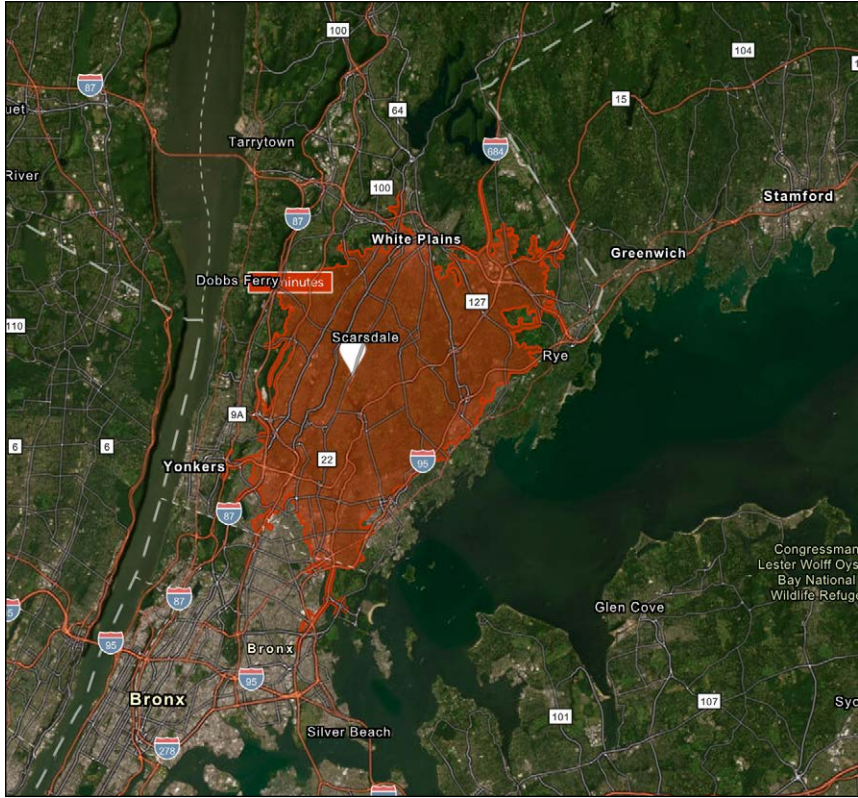 100
104
87
15
uet
64
Tarrytown
684
River
100
Stamford
87
White Plains
Greenwich
Dobbs Ferry
minutes
127
110
Scarsdale
Rye
9A
6
6
22
95
Yonkers
87
Congressman
Lester Wolff Oys
Bay National
Wildlife Refuge
87
Glen Cove
95
Bronx
95
Bronx
107
Syo
101
Silver Beach
278